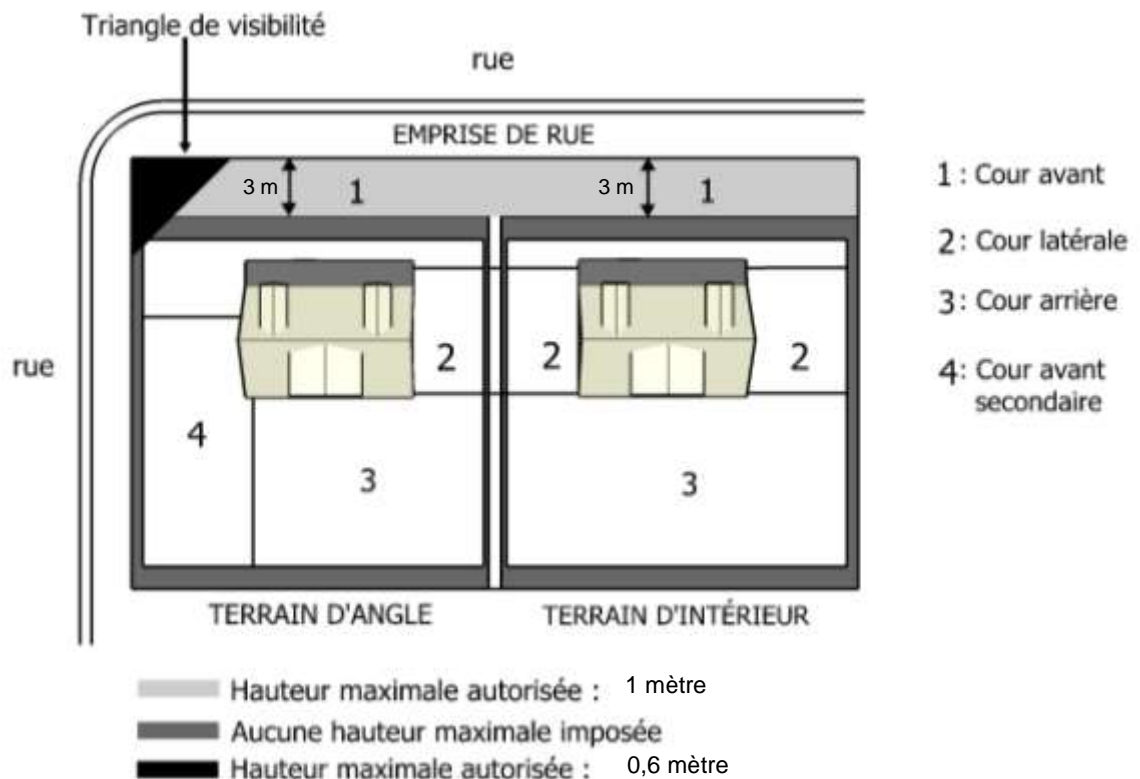 Triangle de visibilité
rue
EMPRISE DE RUE
3 m
1
3 m
1
1 : Cour avant
2 : Cour latérale
3 : Cour arrière
4 : Cour avant
secondaire
rue
2
2
2
4
3
3
TERRAIN D'ANGLE
TERRAIN D'INTÉRIEUR
Hauteur maximale autorisée : 1 mètre
Aucune hauteur maximale imposée
Hauteur maximale autorisée : 0,6 mètre